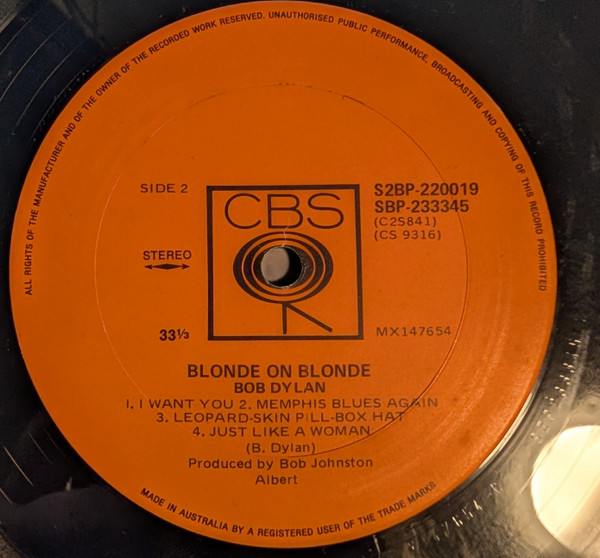 ALL RIGHTS OF THE MANUFACTURER AND OF THE OWNER OF THE RECORDED WORK RESERVED. UNAUTHORISED PUBLIC PERFORMANCE, BROADCASTING AND COPYING OF THIS RECORD PROHIBITED
SIDE 2
CBS
S2BP-220019
SBP-233345
(C2S841)
(CS 9316)
STEREO
33⅓
MX147654
BLONDE ON BLONDE
BOB DYLAN
1. I WANT YOU 2. MEMPHIS BLUES AGAIN
3. LEOPARD-SKIN PILL-BOX HAT
4. JUST LIKE A WOMAN
(B. Dylan)
Produced by Bob Johnston
Albert
MADE IN AUSTRALIA BY A REGISTERED USER OF THE TRADE MARKS